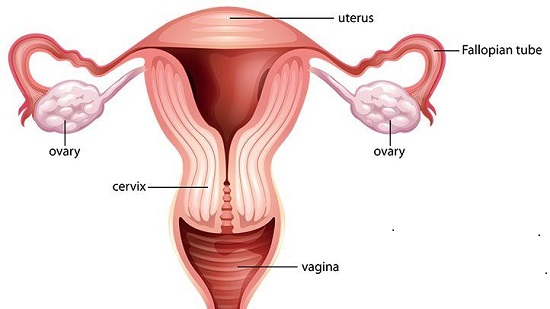 uterus
Fallopian tube
ovary
ovary
cervix
vagina